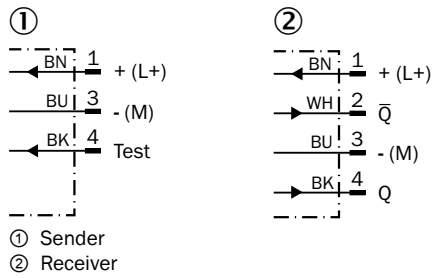 ① ②
BN 1 + (L+)
BU 3 - (M)
BK 4 Test
BN 1 + (L+)
WH 2 Q̅
BU 3 - (M)
BK 4 Q
① Sender
② Receiver